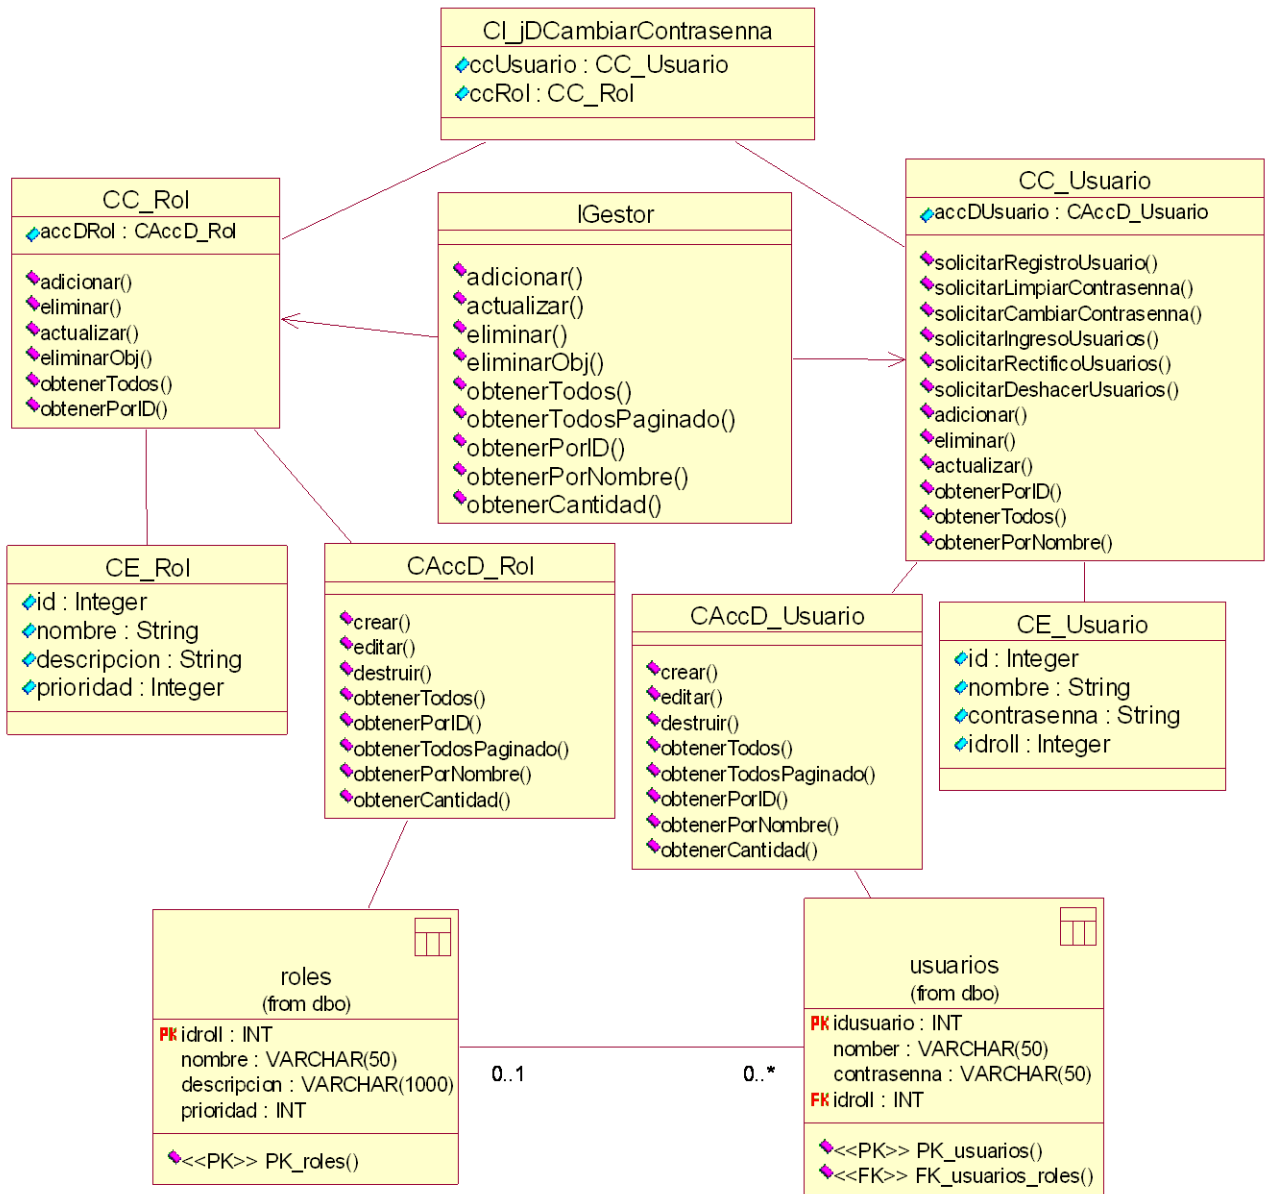 CI_jDCambiarContrasenna
ccUsuario : CC_Usuario
ccRol : CC_Rol
CC_Rol
accDRol : CAccD_Rol
adicionar()
eliminar()
actualizar()
eliminarObj()
obtenerTodos()
obtenerPorID()
IGestor
adicionar()
actualizar()
eliminar()
eliminarObj()
obtenerTodos()
obtenerTodosPaginado()
obtenerPorID()
obtenerPorNombre()
obtenerCantidad()
CC_Usuario
accDUsuario : CAccD_Usuario
solicitarRegistroUsuario()
solicitarLimpiarContrasenna()
solicitarCambiarContrasenna()
solicitarIngresoUsuarios()
solicitarRectificoUsuarios()
solicitarDeshacerUsuarios()
adicionar()
eliminar()
actualizar()
obtenerPorID()
obtenerTodos()
obtenerPorNombre()
CE_Rol
id : Integer
nombre : String
descripcion : String
prioridad : Integer
CAccD_Rol
crear()
editar()
destruir()
obtenerTodos()
obtenerPorID()
obtenerTodosPaginado()
obtenerPorNombre()
obtenerCantidad()
CAccD_Usuario
crear()
editar()
destruir()
obtenerTodos()
obtenerTodosPaginado()
obtenerPorID()
obtenerPorNombre()
obtenerCantidad()
CE_Usuario
id : Integer
nombre : String
contrasenna : String
idroll : Integer
roles
(from dbo)
PK idroll : INT
nombre : VARCHAR(50)
descripcion : VARCHAR(1000)
prioridad : INT
<<PK>> PK_roles()
0..1
0..*
usuarios
(from dbo)
PK idusuario : INT
nomber : VARCHAR(50)
contrasenna : VARCHAR(50)
FK idroll : INT
<<PK>> PK_usuarios()
<<FK>> FK_usuarios_roles()